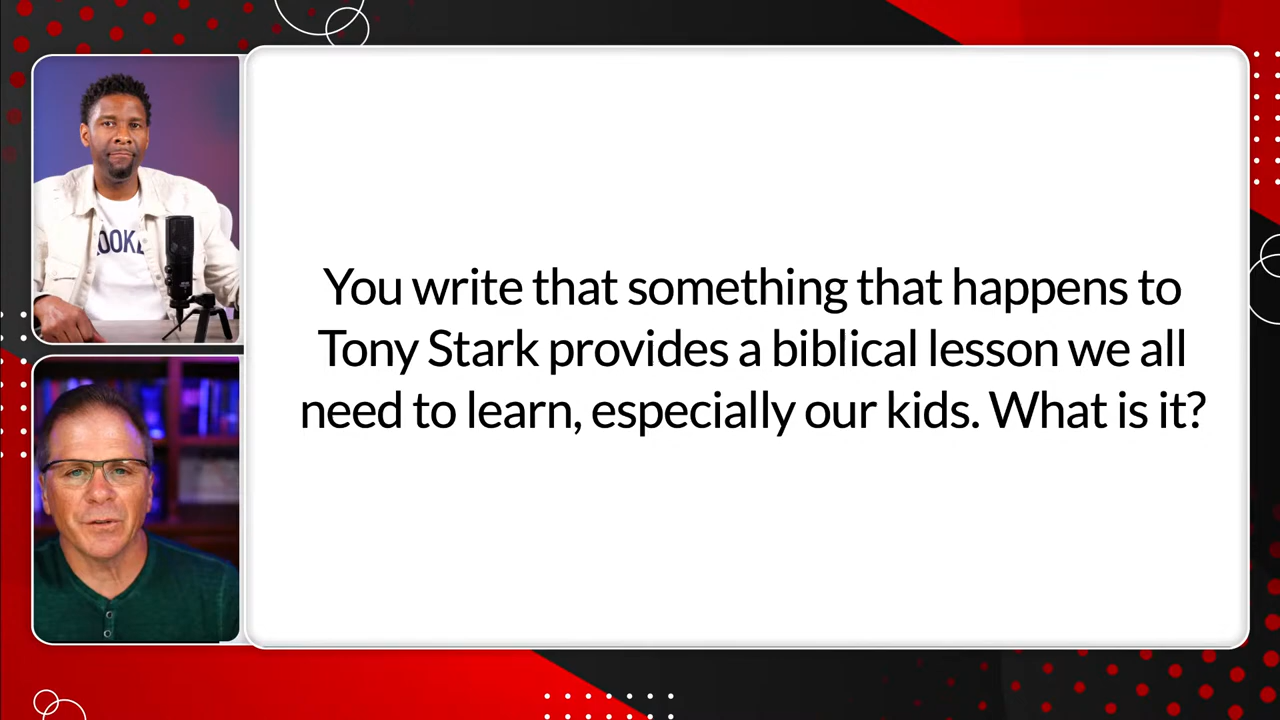 OOK
You write that something that happens to
Tony Stark provides a biblical lesson we all
need to learn, especially our kids. What is it?